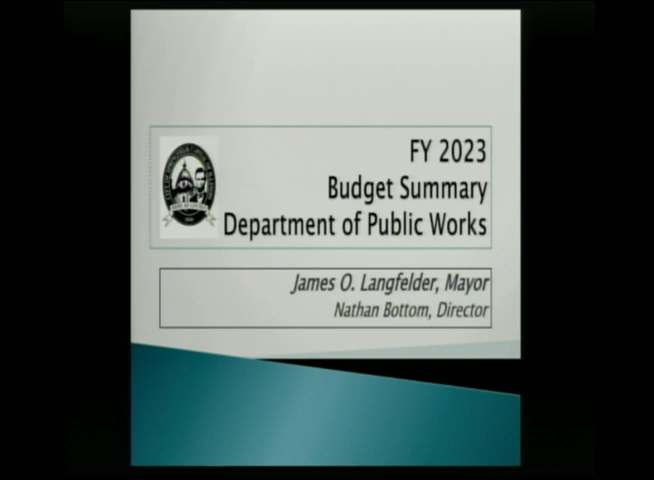 FY 2023
Budget Summary
Department of Public Works
James O. Langfelder, Mayor
Nathan Bottom, Director